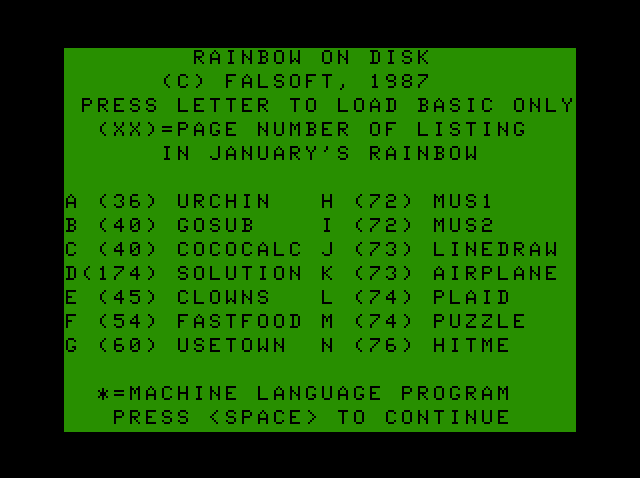 RAINBOW ON DISK
(C) FALSOFT, 1987
PRESS LETTER TO LOAD BASIC ONLY
(XX)=PAGE NUMBER OF LISTING
IN JANUARY'S RAINBOW
A (36) URCHIN H (72) MUS1
B (40) GOSUB I (72) MUS2
C (40) COCOCALC J (73) LINEDRAW
D(174) SOLUTION K (73) AIRPLANE
E (45) CLOWNS L (74) PLAID
F (54) FASTFOOD M (74) PUZZLE
G (60) USETOWN N (76) HITME
*=MACHINE LANGUAGE PROGRAM
PRESS <SPACE> TO CONTINUE